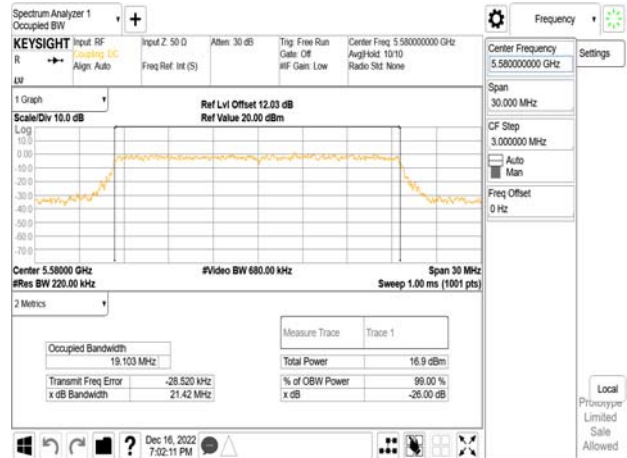 Spectrum Analyzer 1
Occupied BW
Frequency
KEYSIGHT
R
Input: RF
Coupling: DC
Align: Auto
Input Z: 50 Ω
Freq Ref: Int (S)
Atten: 30 dB
Trig: Free Run
Gate: Off
#IF Gain: Low
Center Freq: 5.580000000 GHz
Avg|Hold: 10/10
Radio Std: None
Center Frequency
5.580000000 GHz
Settings
Span
30.000 MHz
CF Step
3.000000 MHz
Auto
Man
Freq Offset
0 Hz
1 Graph
Scale/Div 10.0 dB
Ref Lvl Offset 12.03 dB
Ref Value 20.00 dBm
Log
10.0
0.00
-10.0
-20.0
-30.0
-40.0
-50.0
-60.0
-70.0
Center 5.58000 GHz
#Res BW 220.00 kHz
#Video BW 680.00 kHz
Span 30 MHz
Sweep 1.00 ms (1001 pts)
2 Metrics
Measure Trace
Trace 1
Occupied Bandwidth
19.103 MHz
Total Power
16.9 dBm
Transmit Freq Error
-28.520 kHz
% of OBW Power
99.00 %
x dB Bandwidth
21.42 MHz
x dB
-26.00 dB
Local
Prototype
Limited
Sale
Allowed
?
Dec 16, 2022
7:02:11 PM